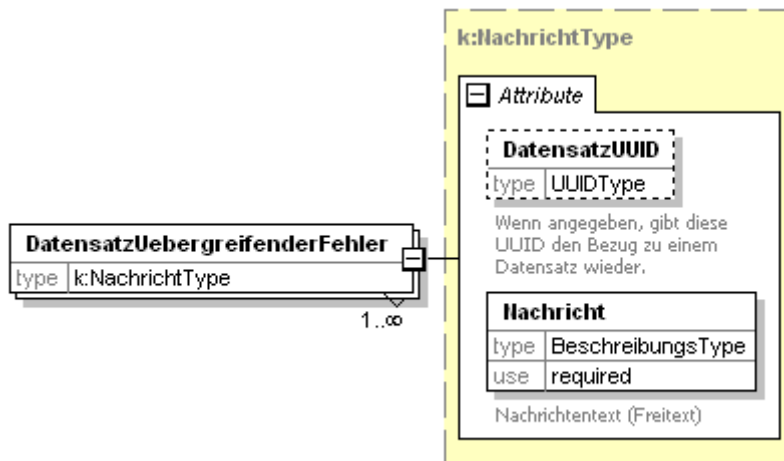 k:NachrichtType
Attribute
DatensatzUUID
type UUIDType
Wenn angegeben, gibt diese
UUID den Bezug zu einem
Datensatz wieder.
DatensatzUebergreifenderFehler
type k:NachrichtType
1..∞
Nachricht
type BeschreibungsType
use required
Nachrichtentext (Freitext)